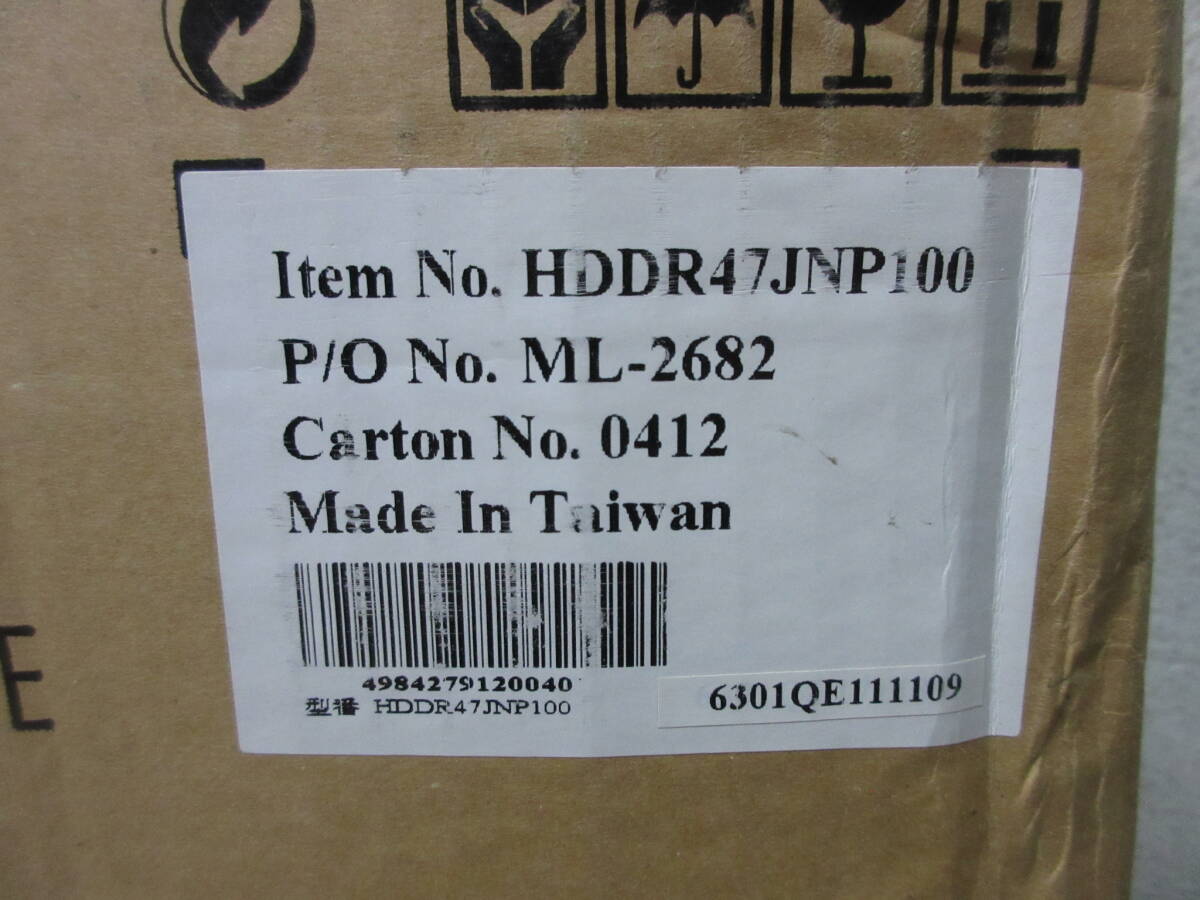 Item No. HDDR47JNP100
P/O No. ML-2682
Carton No. 0412
Made In Taiwan
4984279120040
型番 HDDR47JNP100
6301QE111109
E